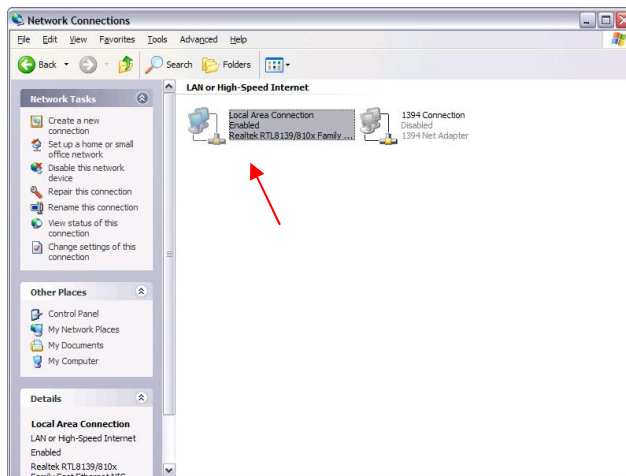 Network Connections
File Edit View Favorites Tools Advanced Help
Back Search Folders
Network Tasks
Create a new
connection
Set up a home or small
office network
Disable this network
device
Repair this connection
Rename this connection
View status of this
connection
Change settings of this
connection
Other Places
Control Panel
My Network Places
My Documents
My Computer
Details
Local Area Connection
LAN or High-Speed Internet
Enabled
Realtek RTL8139/810x
Family Fast Ethernet NIC
LAN or High-Speed Internet
Local Area Connection
Enabled
Realtek RTL8139/810x Family ...
1394 Connection
Disabled
1394 Net Adapter